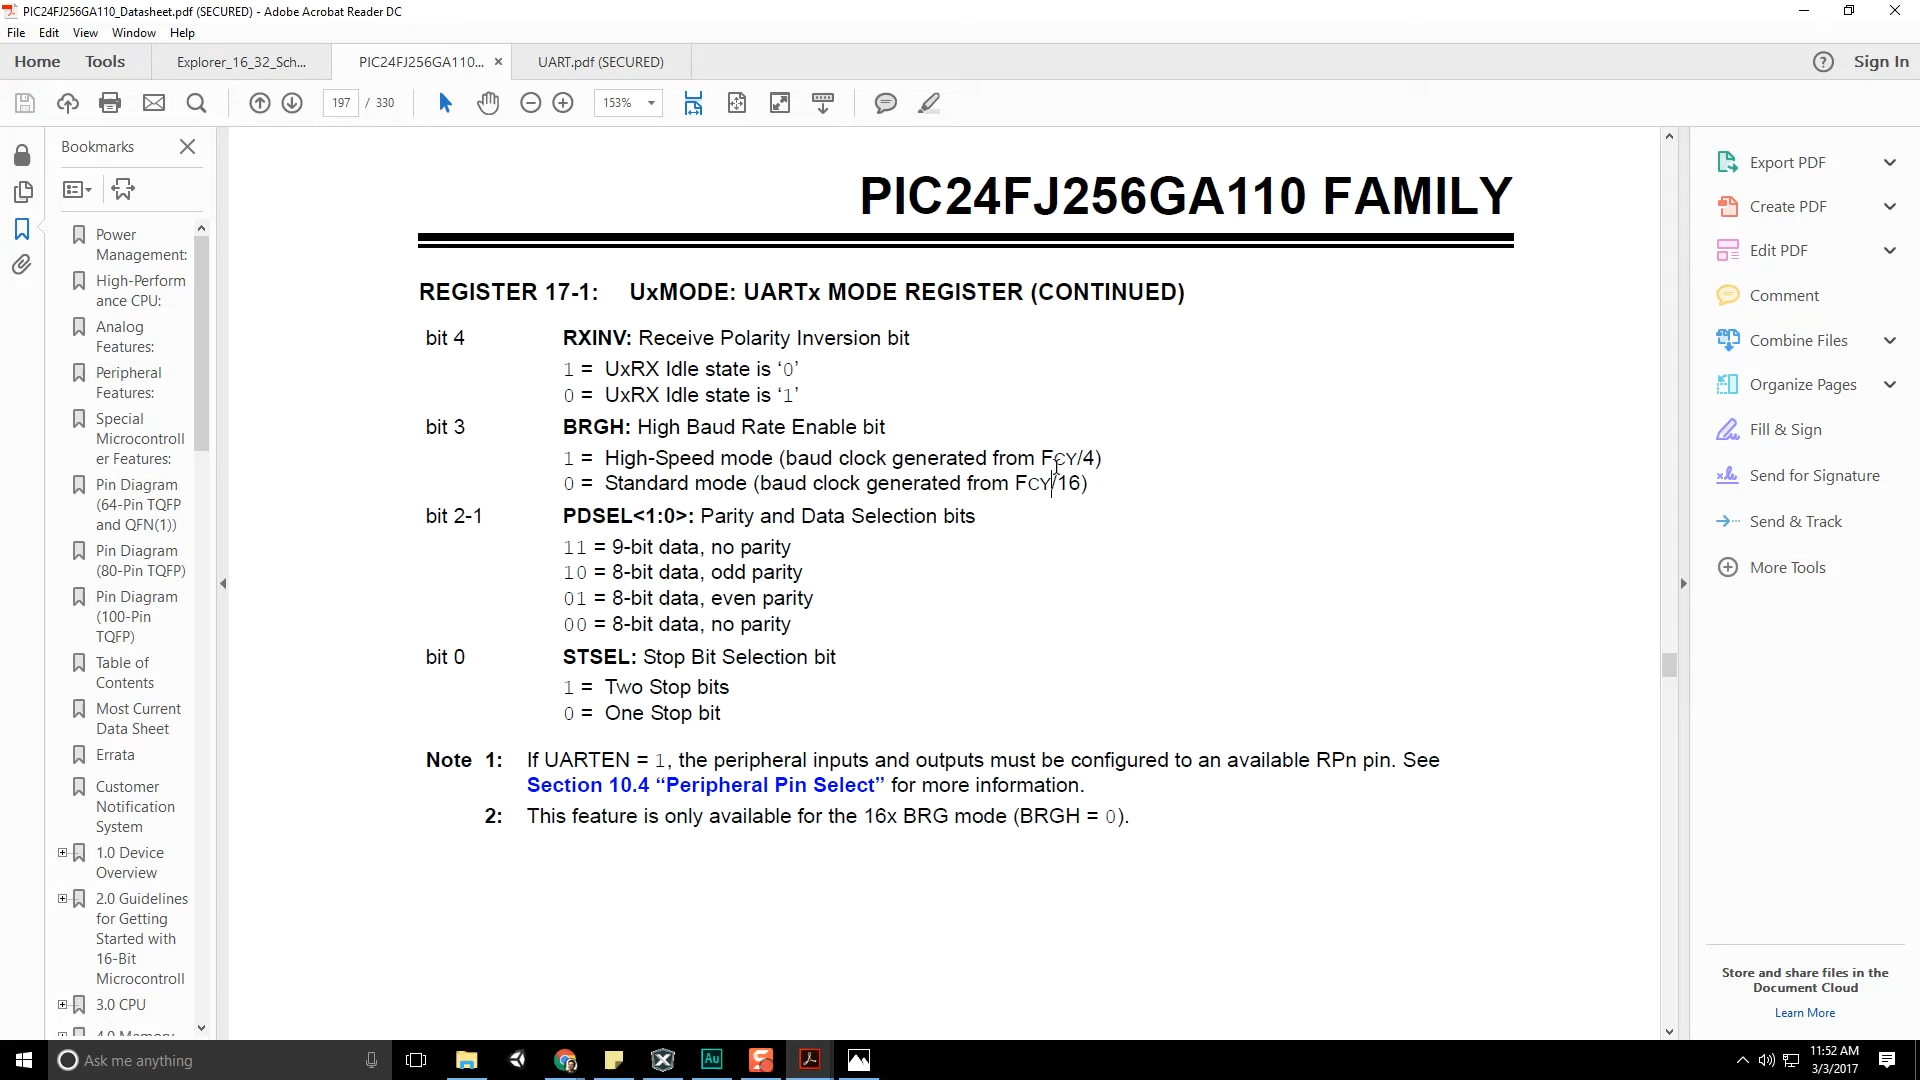 PIC24FJ256GA110_Datasheet.pdf (SECURED) - Adobe Acrobat Reader DC
File Edit View Window Help
Home Tools Explorer_16_32_Sch... PIC24FJ256GA110... × UART.pdf (SECURED) Sign In
197 / 330 153%
Bookmarks
Power
Management:
High-Perform
ance CPU:
Analog
Features:
Peripheral
Features:
Special
Microcontroll
er Features:
Pin Diagram
(64-Pin TQFP
and QFN(1))
Pin Diagram
(80-Pin TQFP)
Pin Diagram
(100-Pin
TQFP)
Table of
Contents
Most Current
Data Sheet
Errata
Customer
Notification
System
1.0 Device
Overview
2.0 Guidelines
for Getting
Started with
16-Bit
Microcontroll
3.0 CPU
4.0 Memory
PIC24FJ256GA110 FAMILY
REGISTER 17-1: UxMODE: UARTx MODE REGISTER (CONTINUED)
bit 4 RXINV: Receive Polarity Inversion bit
1 = UxRX Idle state is ‘0’
0 = UxRX Idle state is ‘1’
bit 3 BRGH: High Baud Rate Enable bit
1 = High-Speed mode (baud clock generated from FCY/4)
0 = Standard mode (baud clock generated from FCY/16)
bit 2-1 PDSEL<1:0>: Parity and Data Selection bits
11 = 9-bit data, no parity
10 = 8-bit data, odd parity
01 = 8-bit data, even parity
00 = 8-bit data, no parity
bit 0 STSEL: Stop Bit Selection bit
1 = Two Stop bits
0 = One Stop bit
Note 1: If UARTEN = 1, the peripheral inputs and outputs must be configured to an available RPn pin. See
Section 10.4 “Peripheral Pin Select” for more information.
2: This feature is only available for the 16x BRG mode (BRGH = 0).
Export PDF
Create PDF
Edit PDF
Comment
Combine Files
Organize Pages
Fill & Sign
Send for Signature
Send & Track
More Tools
Store and share files in the
Document Cloud
Learn More
Ask me anything
Au
11:52 AM
3/3/2017